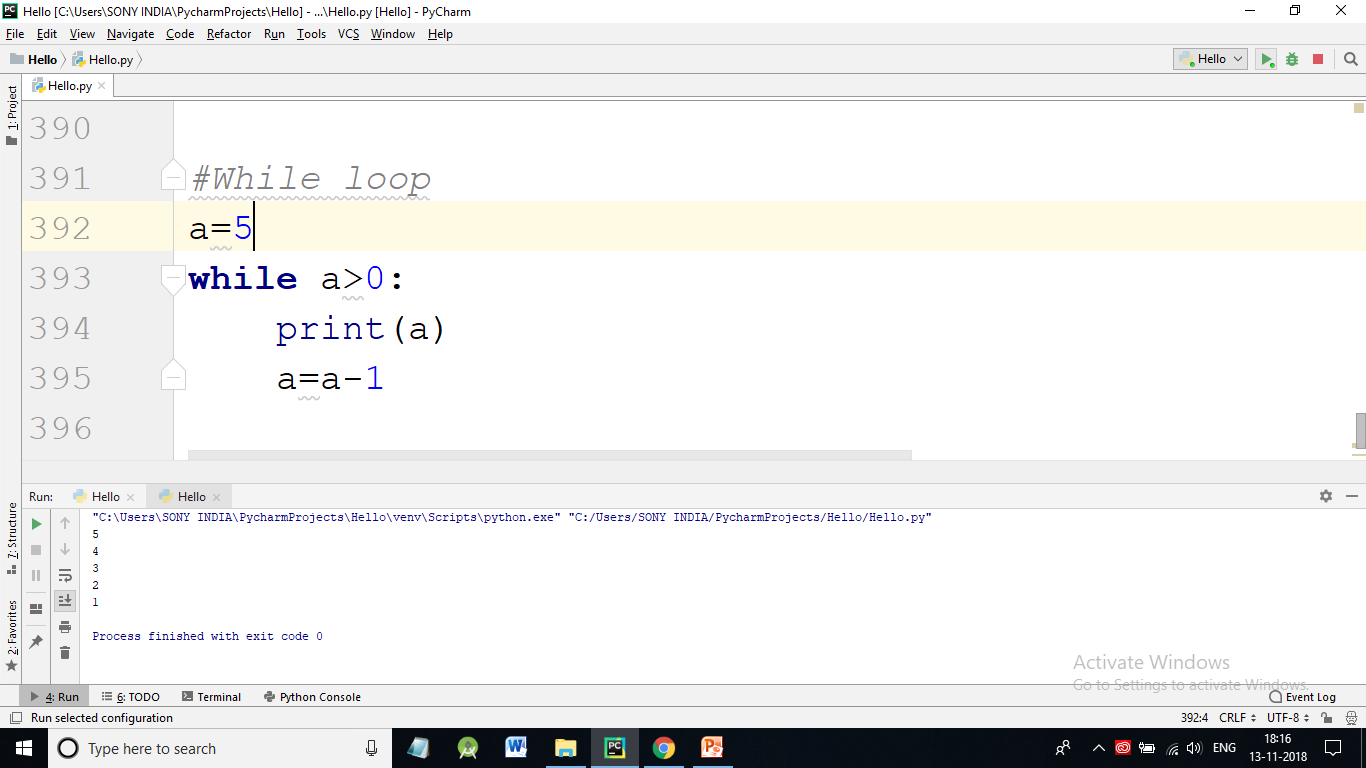 Hello [C:\Users\SONY INDIA\PycharmProjects\Hello] - ...\Hello.py [Hello] - PyCharm
File Edit View Navigate Code Refactor Run Tools VCS Window Help
Hello Hello.py Hello
1: Project Hello.py
390
391 #While loop
392 a=5
393 while a>0:
394     print(a)
395     a=a-1
396
Run: Hello Hello
7: Structure
2: Favorites
"C:\Users\SONY INDIA\PycharmProjects\Hello\venv\Scripts\python.exe" "C:/Users/SONY INDIA/PycharmProjects/Hello/Hello.py"
5
4
3
2
1
Process finished with exit code 0
Activate Windows
Go to Settings to activate Windows.
4: Run 6: TODO Terminal Python Console Event Log
Run selected configuration 392:4 CRLF UTF-8
Type here to search ENG 18:16
13-11-2018